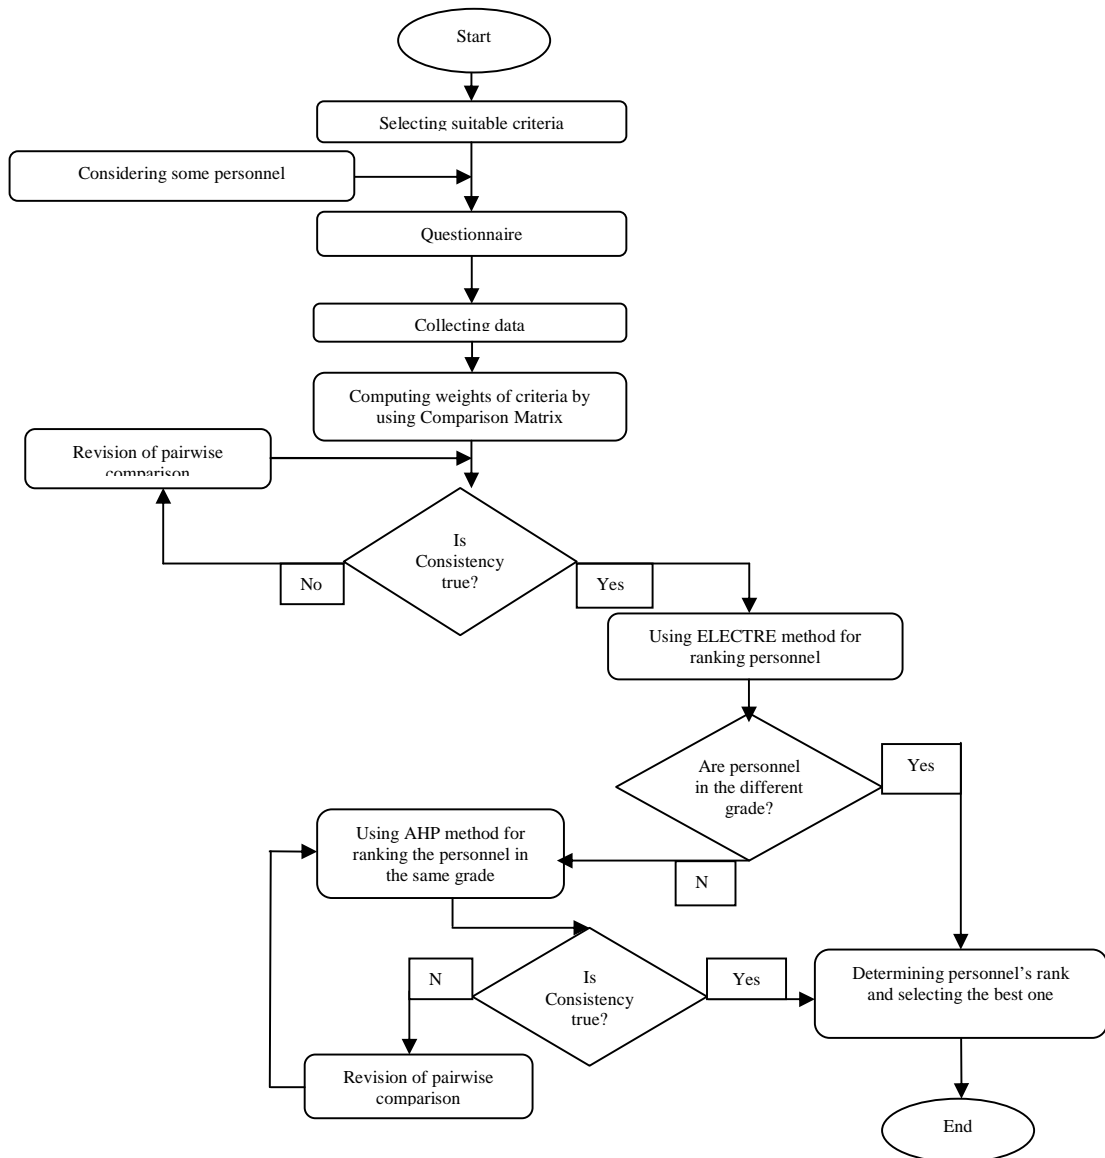 Start
Selecting suitable criteria
Considering some personnel
Questionnaire
Collecting data
Computing weights of criteria by
using Comparison Matrix
Revision of pairwise
comparison
Is
Consistency
true?
No
Yes
Using ELECTRE method for
ranking personnel
Are personnel
in the different
grade?
Yes
N
Using AHP method for
ranking the personnel in
the same grade
Is
Consistency
true?
N
Yes
Determining personnel's rank
and selecting the best one
Revision of pairwise
comparison
End